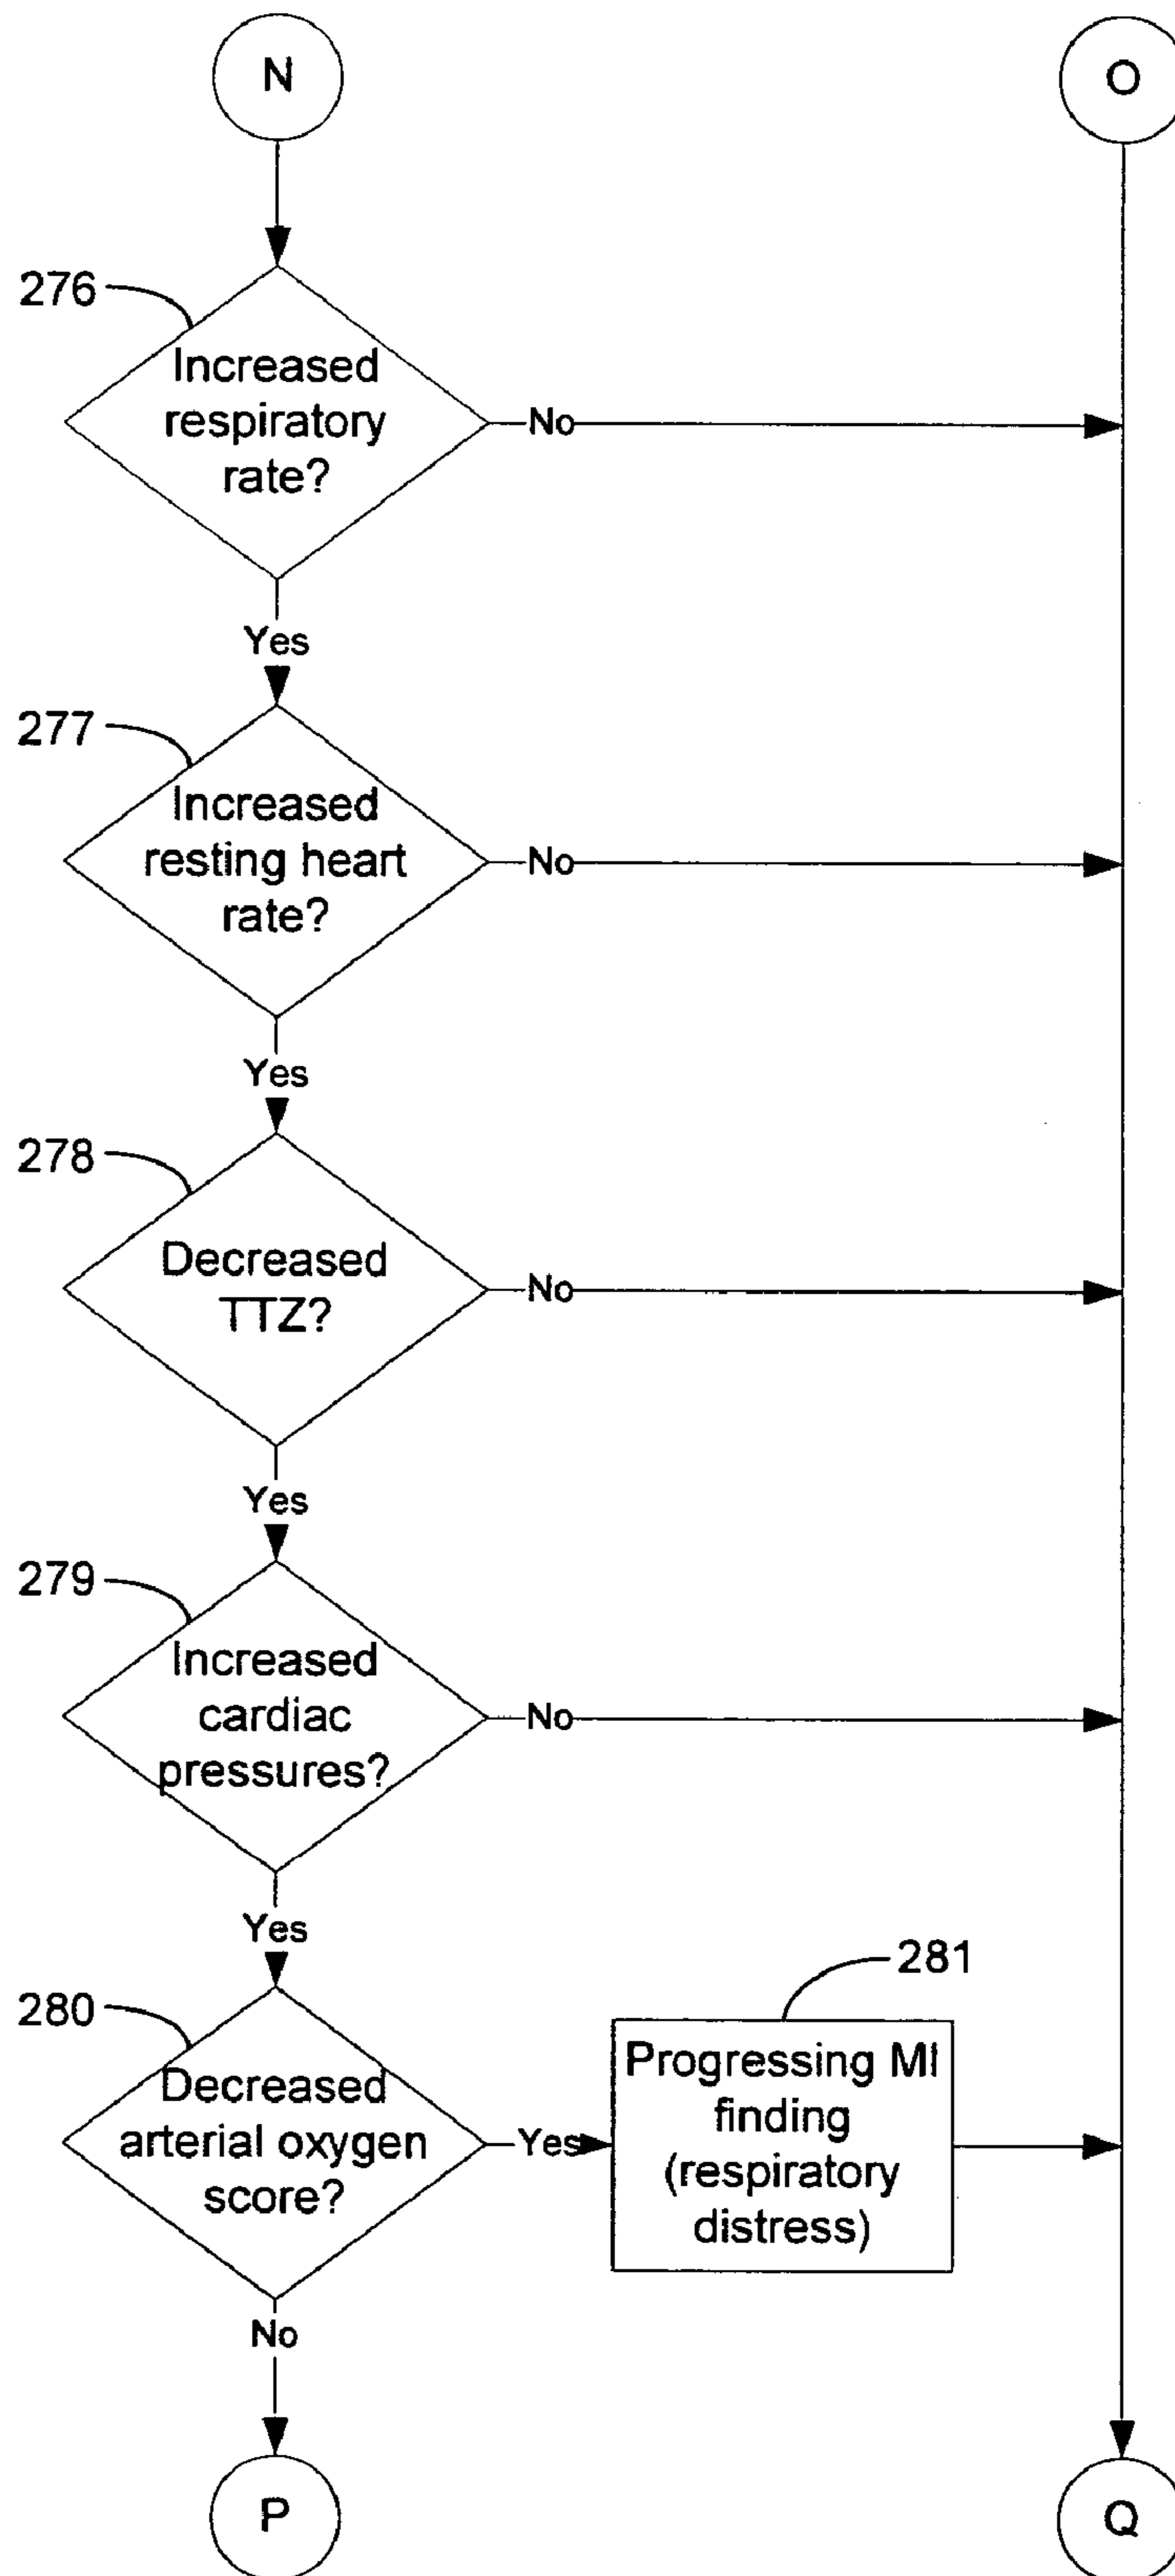 N
O
276
Increased
respiratory
rate?
No
Yes
277
Increased
resting heart
rate?
No
Yes
278
Decreased
TTZ?
No
Yes
279
Increased
cardiac
pressures?
No
Yes
280
Decreased
arterial oxygen
score?
Yes
281
Progressing MI
finding
(respiratory
distress)
No
P
Q